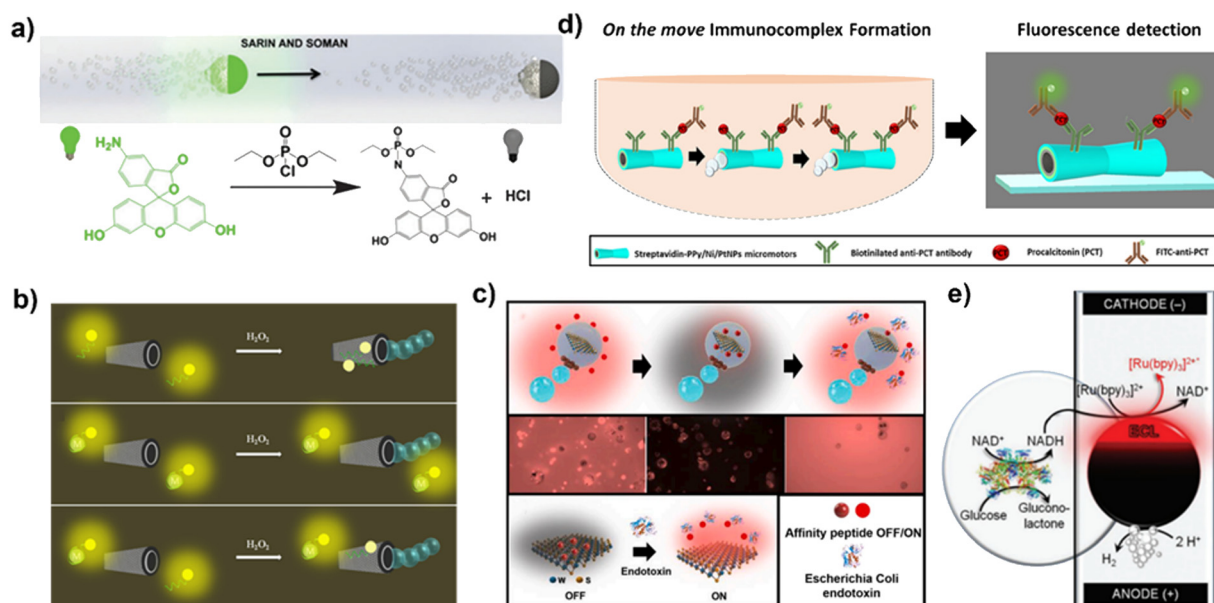 a)
SARIN AND SOMAN
H₂N
O
O
O
P
O
Cl
O
O
P
O
N
O
O
HO
O
OH
HO
O
OH
+ HCl
b)
H₂O₂
H₂O₂
H₂O₂
c)
W S
OFF
Endotoxin
ON
Affinity peptide OFF/ON
Escherichia Coli
endotoxin
d)
On the move Immunocomplex Formation
Fluorescence detection
PCT
PCT
Streptavidin-PPy/Ni/PtNPs micromotors
Biotinilated anti-PCT antibody
PCT
Procalcitonin (PCT)
FITC-anti-PCT
e)
CATHODE (–)
[Ru(bpy)₃]²⁺*
[Ru(bpy)₃]²⁺
NAD⁺
ECL
NAD⁺
NADH
Glucose
Glucono-
lactone
H₂
2 H⁺
ANODE (+)